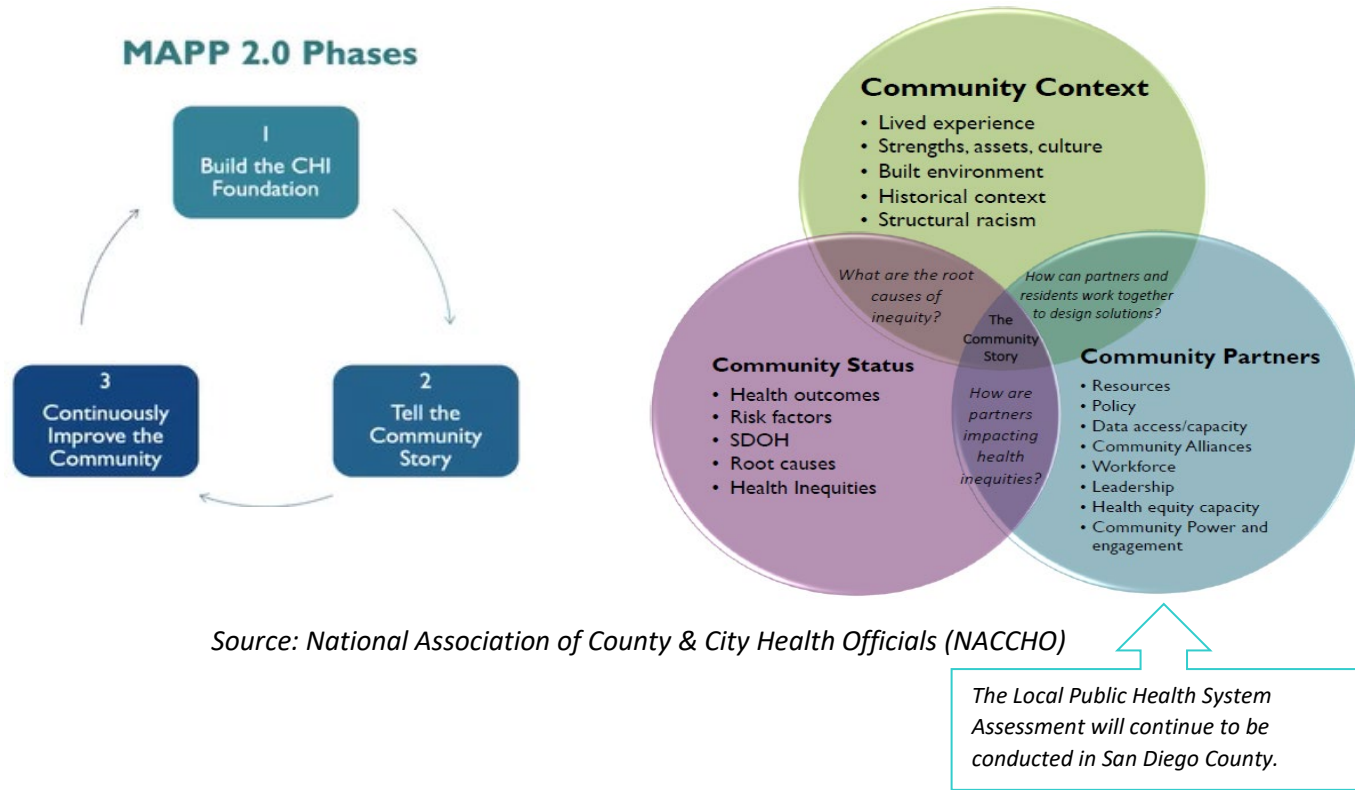 MAPP 2.0 Phases
1
Build the CHI
Foundation
2
Tell the
Community
Story
3
Continuously
Improve the
Community
Community Context
• Lived experience
• Strengths, assets, culture
• Built environment
• Historical context
• Structural racism
What are the root
causes of
inequity?
How can partners and
residents work together
to design solutions?
The
Community
Story
Community Status
• Health outcomes
• Risk factors
• SDOH
• Root causes
• Health Inequities
How are
partners
impacting
health
inequities?
Community Partners
• Resources
• Policy
• Data access/capacity
• Community Alliances
• Workforce
• Leadership
• Health equity capacity
• Community Power and
engagement
Source: National Association of County & City Health Officials (NACCHO)
The Local Public Health System
Assessment will continue to be
conducted in San Diego County.